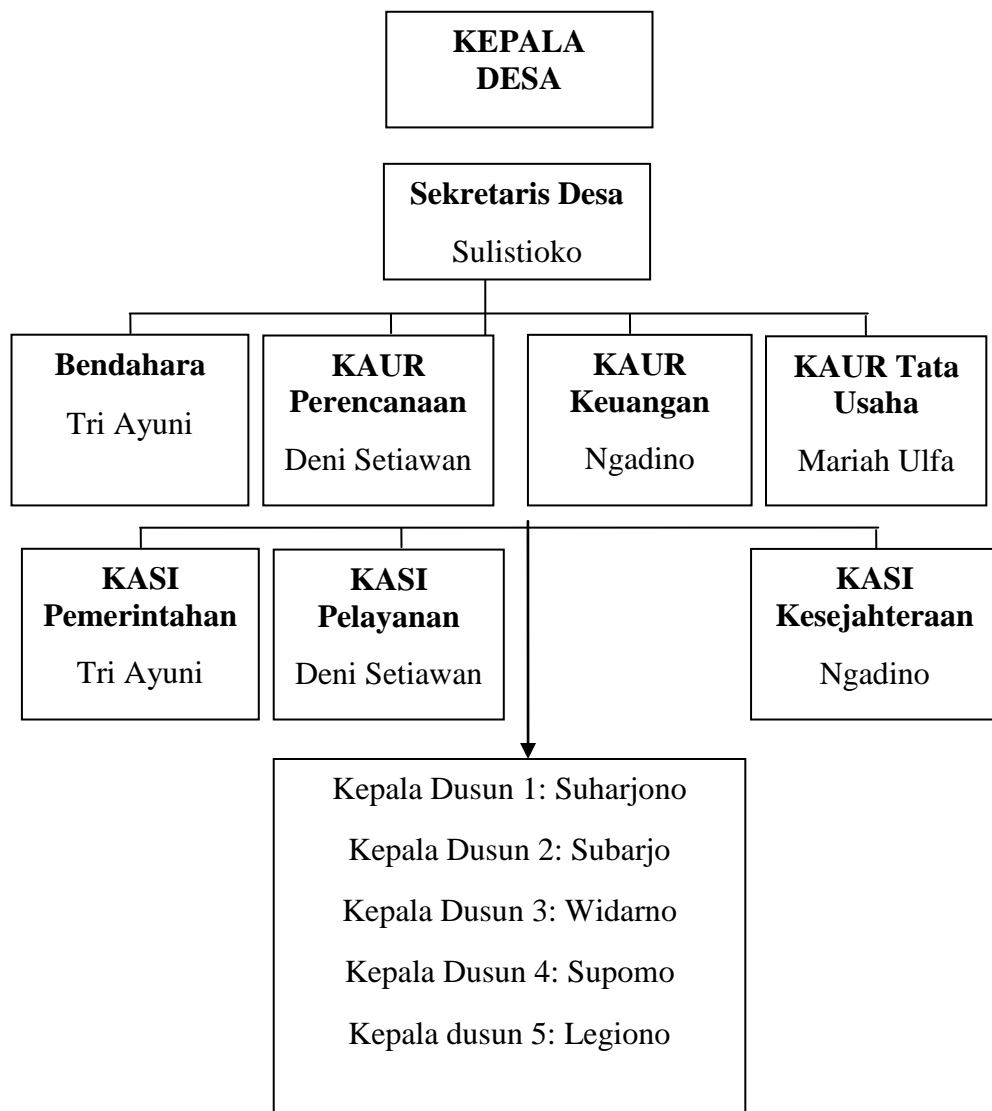 KEPALA
DESA
Sekretaris Desa
Sulistioko
Bendahara
Tri Ayuni
KAUR
Perencanaan
Deni Setiawan
KAUR
Keuangan
Ngadino
KAUR Tata
Usaha
Mariah Ulfa
KASI
Pemerintahan
Tri Ayuni
KASI
Pelayanan
Deni Setiawan
KASI
Kesejahteraan
Ngadino
Kepala Dusun 1: Suharjono
Kepala Dusun 2: Subarjo
Kepala Dusun 3: Widarno
Kepala Dusun 4: Supomo
Kepala dusun 5: Legiono